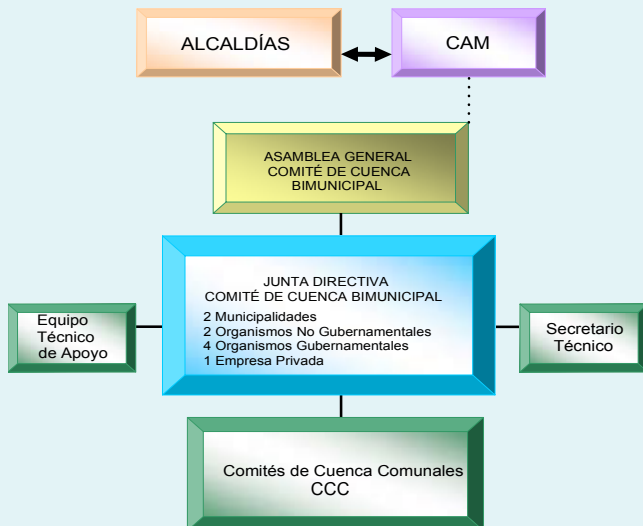 ALCALDÍAS
CAM
ASAMBLEA GENERAL
COMITÉ DE CUENCA
BIMUNICIPAL
JUNTA DIRECTIVA
COMITÉ DE CUENCA BIMUNICIPAL
2 Municipalidades
2 Organismos No Gubernamentales
4 Organismos Gubernamentales
1 Empresa Privada
Equipo
Técnico
de Apoyo
Secretario
Técnico
Comités de Cuenca Comunales
CCC